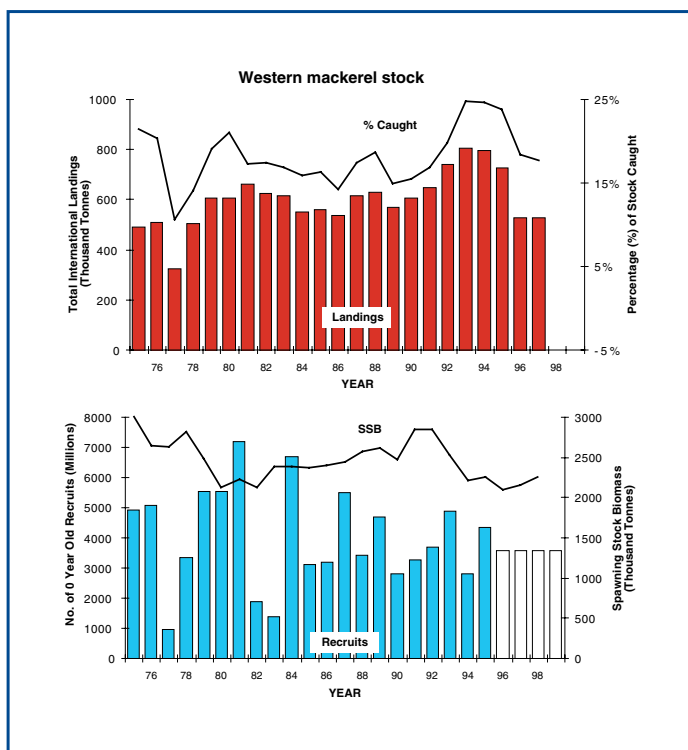 Western mackerel stock
1000
800
600
400
200
0
Total International Landings
(Thousand Tonnes)
% Caught
Landings
25%
15%
5%
-5%
Percentage (%) of Stock Caught
76 78 80 82 84 86 88 90 92 94 96 98
YEAR
8000
7000
6000
5000
4000
3000
2000
1000
0
No. of 0 Year Old Recruits (Millions)
SSB
Recruits
3000
2500
2000
1500
1000
500
0
Spawning Stock Biomass
(Thousand Tonnes)
76 78 80 82 84 86 88 90 92 94 96 98
YEAR